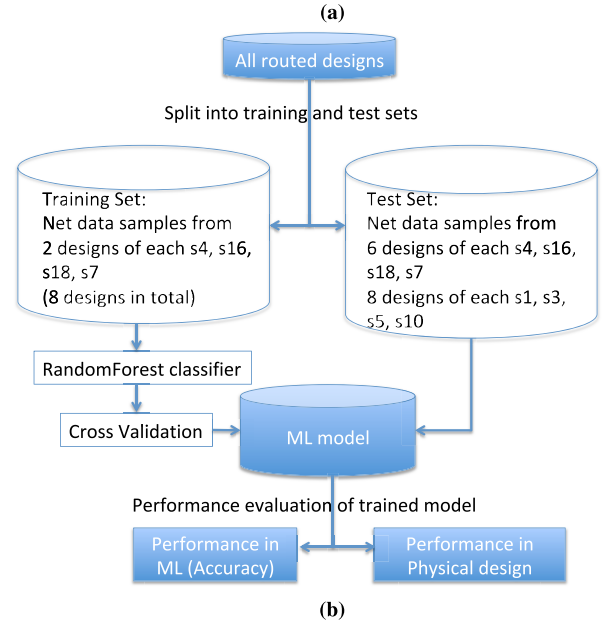 (a)
All routed designs
Split into training and test sets
Training Set:
Net data samples from
2 designs of each s4, s16,
s18, s7
(8 designs in total)
Test Set:
Net data samples from
6 designs of each s4, s16,
s18, s7
8 designs of each s1, s3,
s5, s10
RandomForest classifier
Cross Validation
ML model
Performance evaluation of trained model
Performance in
ML (Accuracy)
Performance in
Physical design
(b)